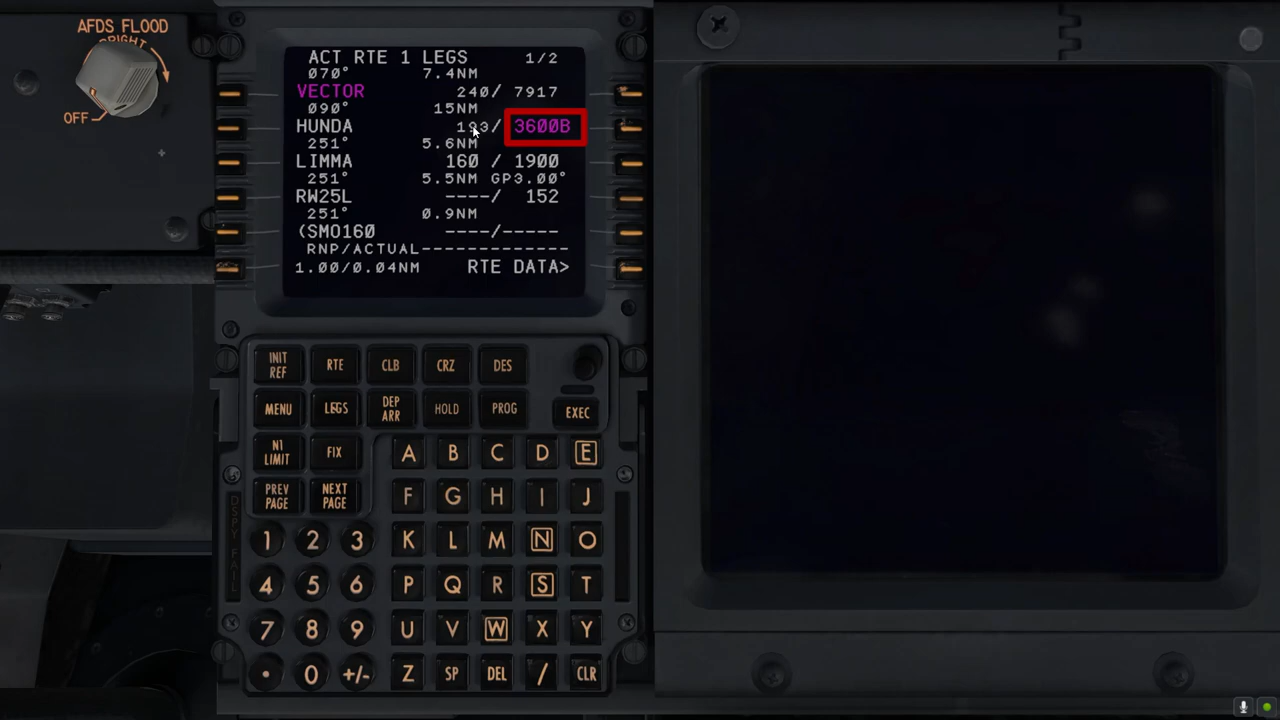 AFDS FLOOD
BRIGHT
OFF
ACT RTE 1 LEGS 1/2
070° 7.4NM
VECTOR 240/ 7917
090° 15NM
HUNDA 193/ 3600B
251° 5.6NM
LIMMA 160 / 1900
251° 5.5NM GP3.00°
RW25L ----/ 152
251° 0.9NM
(SMO160 ----/-----
RNP/ACTUAL-------------
1.00/0.04NM RTE DATA>
INIT REF RTE CLB CRZ DES
MENU LEGS DEP ARR HOLD PROG EXEC
N1 LIMIT FIX A B C D E
PREV PAGE NEXT PAGE F G H I J
1 2 3 K L M N O
4 5 6 P Q R S T
7 8 9 U V W X Y
. 0 +/- Z SP DEL / CLR
DSPY FAIL